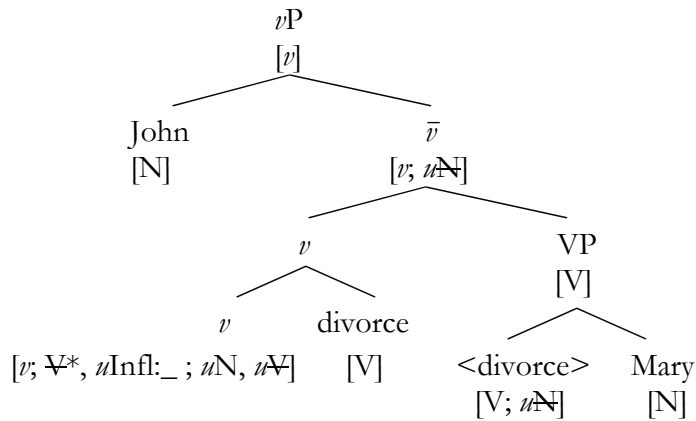 vP
[v]
John v̄
[N] [v; uN̶]
v VP
[V]
v divorce <divorce> Mary
[v; V̶*, uInfl:_ ; uN, uV̶] [V] [V; uN̶] [N]